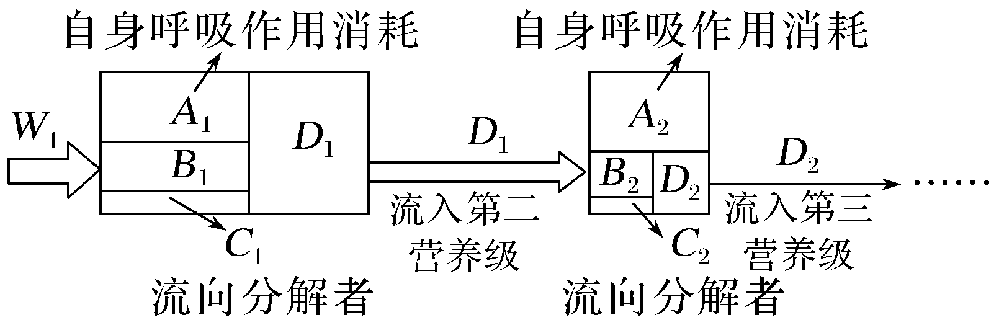 自身呼吸作用消耗 自身呼吸作用消耗
W₁ A₁ B₁ D₁ D₁ A₂ B₂ D₂ D₂ ……
流入第二 流入第三
C₁ 营养级 C₂ 营养级
流向分解者 流向分解者